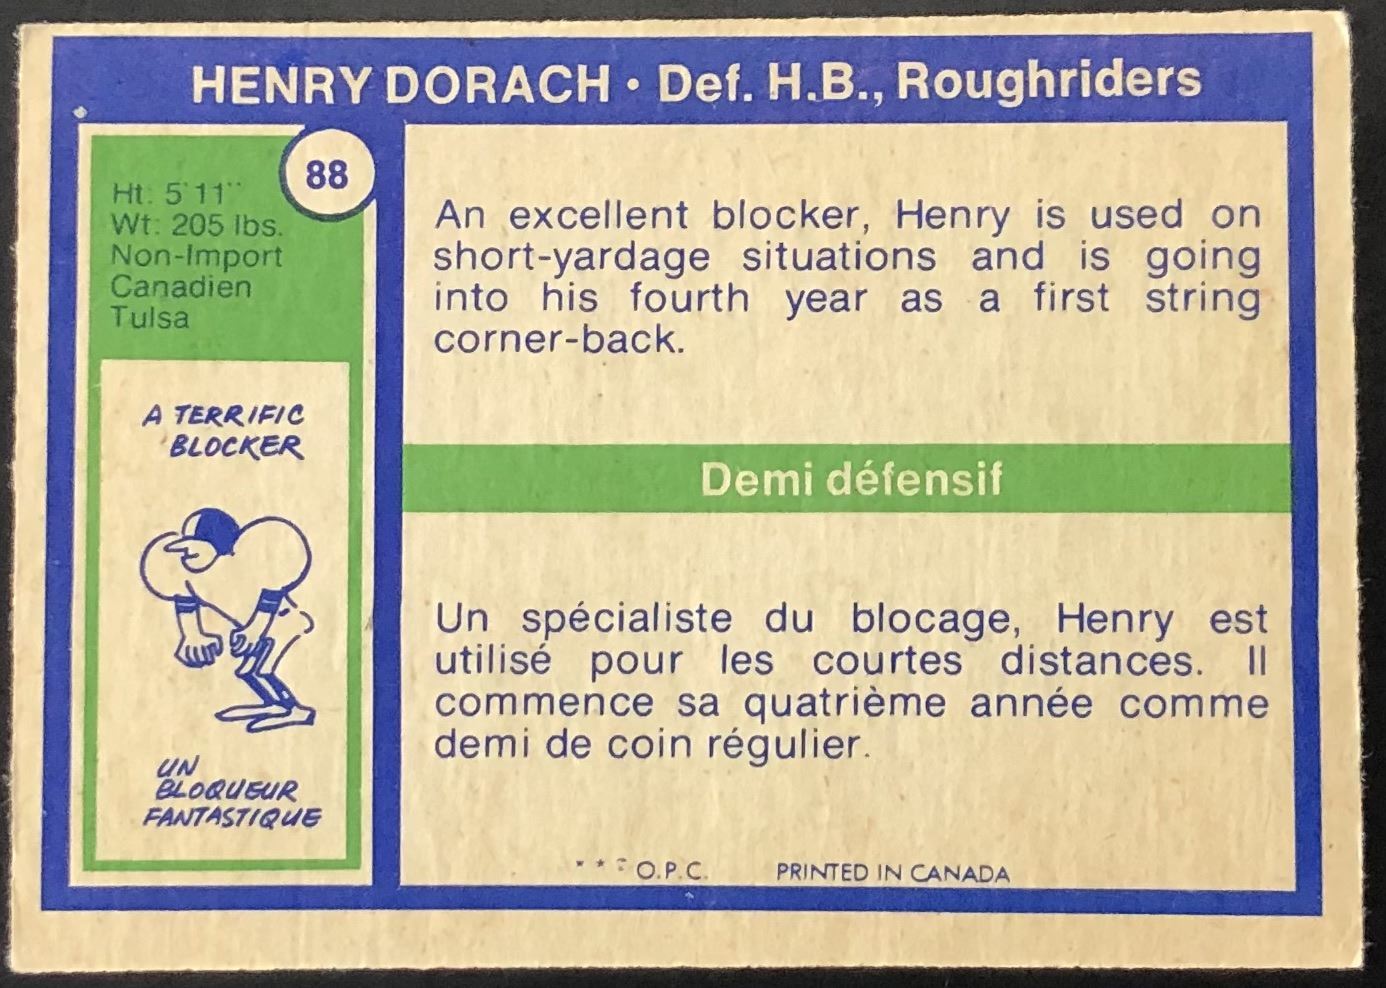 HENRY DORACH • Def. H.B., Roughriders
88
Ht: 5'11"
Wt: 205 lbs.
Non-Import
Canadien
Tulsa
A TERRIFIC
BLOCKER
UN
BLOQUEUR
FANTASTIQUE
An excellent blocker, Henry is used on
short-yardage situations and is going
into his fourth year as a first string
corner-back.
Demi défensif
Un spécialiste du blocage, Henry est
utilisé pour les courtes distances. Il
commence sa quatrième année comme
demi de coin régulier.
* * * O.P.C. PRINTED IN CANADA